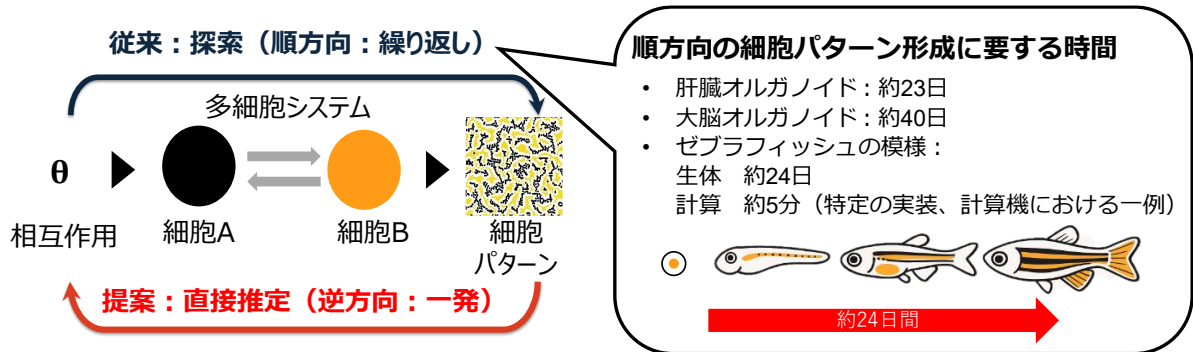 従来：探索（順方向：繰り返し）
多細胞システム
θ
相互作用
細胞A
細胞B
細胞
パターン
提案：直接推定（逆方向：一発）
順方向の細胞パターン形成に要する時間
• 肝臓オルガノイド：約23日
• 大脳オルガノイド：約40日
• ゼブラフィッシュの模様：
生体　約24日
計算　約5分（特定の実装、計算機における一例）
約24日間